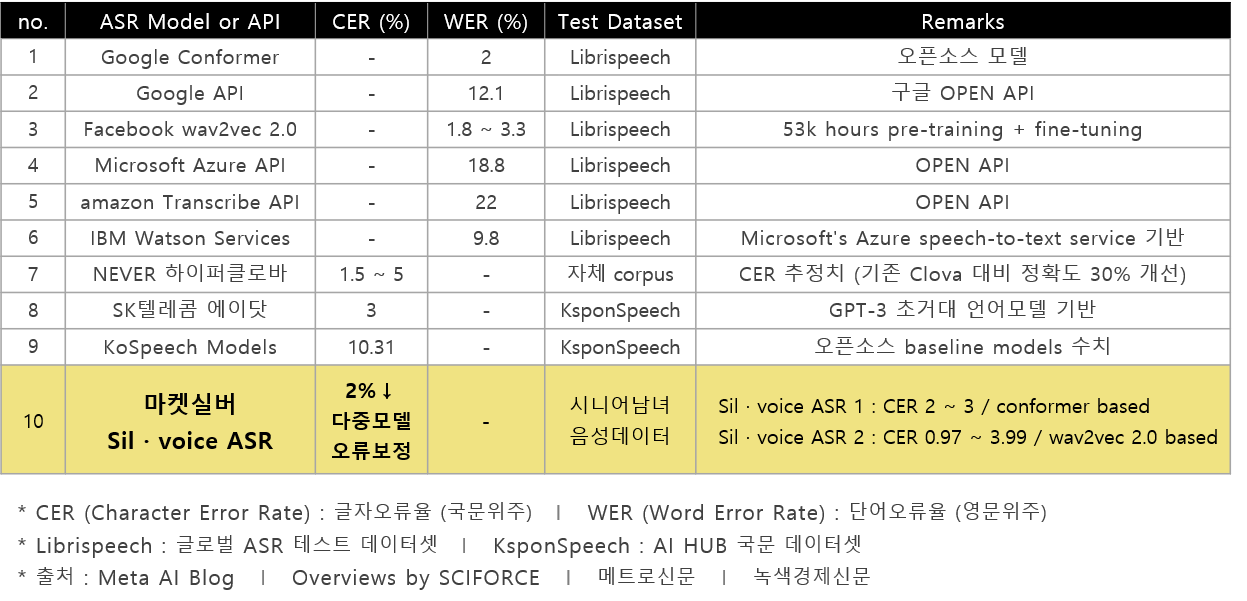 no. ASR Model or API CER (%) WER (%) Test Dataset Remarks
1 Google Conformer - 2 Librispeech 오픈소스 모델
2 Google API - 12.1 Librispeech 구글 OPEN API
3 Facebook wav2vec 2.0 - 1.8 ~ 3.3 Librispeech 53k hours pre-training + fine-tuning
4 Microsoft Azure API - 18.8 Librispeech OPEN API
5 amazon Transcribe API - 22 Librispeech OPEN API
6 IBM Watson Services - 9.8 Librispeech Microsoft's Azure speech-to-text service 기반
7 NEVER 하이퍼클로바 1.5 ~ 5 - 자체 corpus CER 추정치 (기존 Clova 대비 정확도 30% 개선)
8 SK텔레콤 에이닷 3 - KsponSpeech GPT-3 초거대 언어모델 기반
9 KoSpeech Models 10.31 - KsponSpeech 오픈소스 baseline models 수치
10
마켓실버
Sil · voice ASR
2%↓
다중모델
오류보정
-
시니어남녀
음성데이터
Sil · voice ASR 1 : CER 2 ~ 3 / conformer based
Sil · voice ASR 2 : CER 0.97 ~ 3.99 / wav2vec 2.0 based
* CER (Character Error Rate) : 글자오류율 (국문위주) ㅣ WER (Word Error Rate) : 단어오류율 (영문위주)
* Librispeech : 글로벌 ASR 테스트 데이터셋 ㅣ KsponSpeech : AI HUB 국문 데이터셋
* 출처 : Meta AI Blog ㅣ Overviews by SCIFORCE ㅣ 메트로신문 ㅣ 녹색경제신문